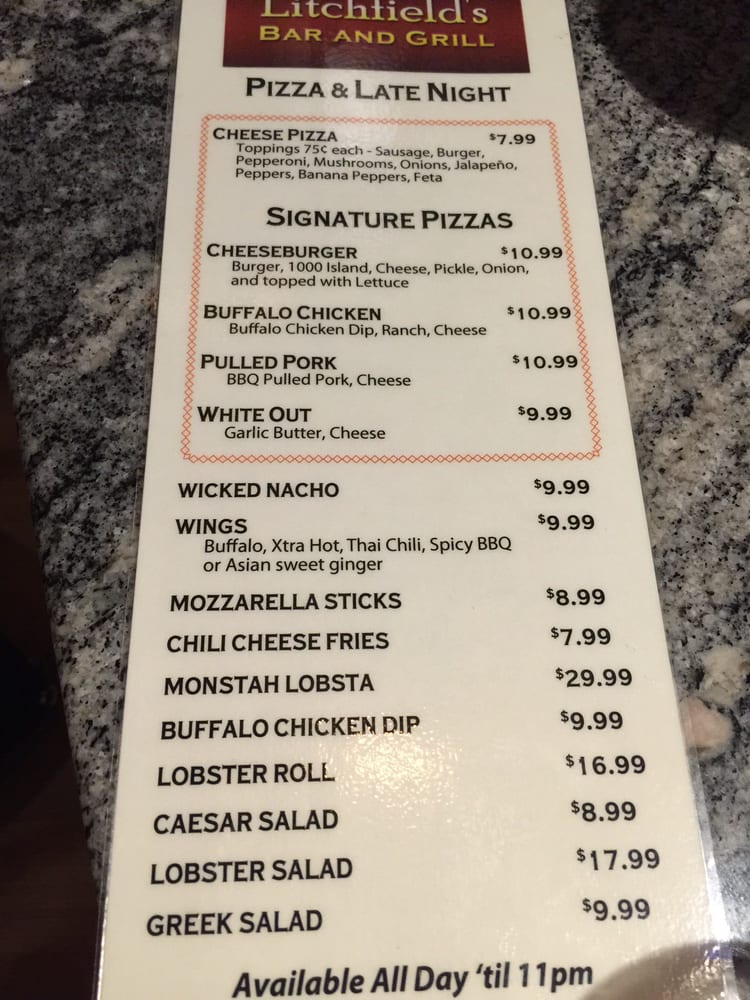 Litchfield's
BAR AND GRILL
PIZZA & LATE NIGHT
CHEESE PIZZA $7.99
Toppings 75¢ each - Sausage, Burger,
Pepperoni, Mushrooms, Onions, Jalapeño,
Peppers, Banana Peppers, Feta
SIGNATURE PIZZAS
CHEESEBURGER $10.99
Burger, 1000 Island, Cheese, Pickle, Onion,
and topped with Lettuce
BUFFALO CHICKEN $10.99
Buffalo Chicken Dip, Ranch, Cheese
PULLED PORK $10.99
BBQ Pulled Pork, Cheese
WHITE OUT $9.99
Garlic Butter, Cheese
WICKED NACHO $9.99
WINGS $9.99
Buffalo, Xtra Hot, Thai Chili, Spicy BBQ
or Asian sweet ginger
MOZZARELLA STICKS $8.99
CHILI CHEESE FRIES $7.99
MONSTAH LOBSTA $29.99
BUFFALO CHICKEN DIP $9.99
LOBSTER ROLL $16.99
CAESAR SALAD $8.99
LOBSTER SALAD $17.99
GREEK SALAD $9.99
Available All Day 'til 11pm